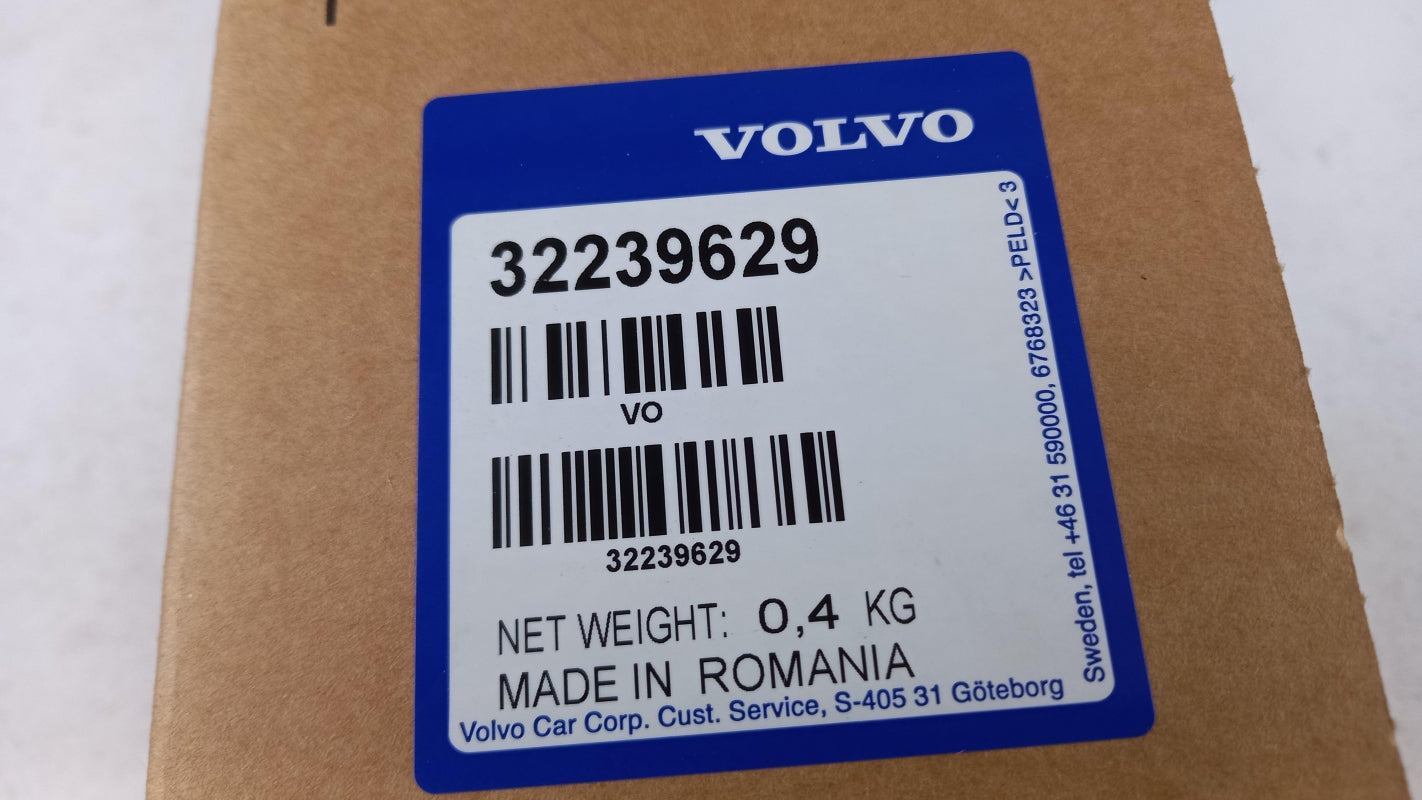 VOLVO
32239629
VO
32239629
NET WEIGHT: 0,4 KG
MADE IN ROMANIA
Volvo Car Corp. Cust. Service, S-405 31 Göteborg
Sweden, tel +46 31 590000, 6768323 >PELD< 3